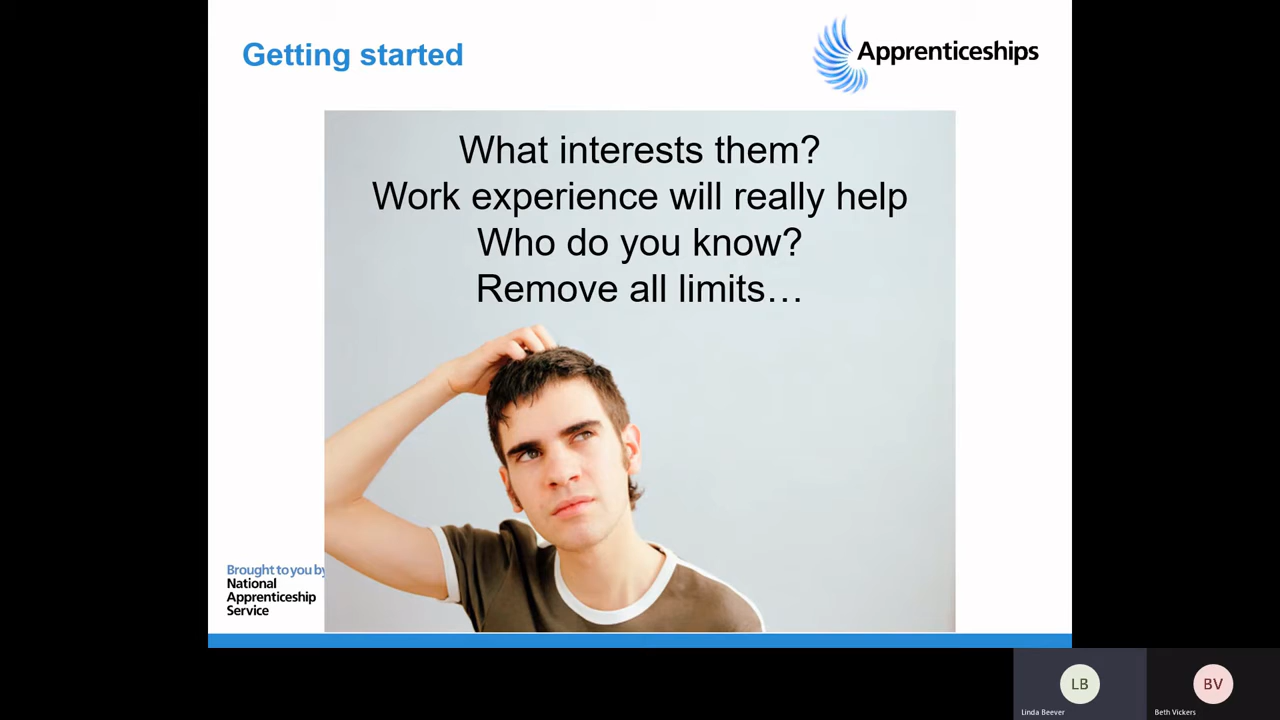 Getting started
Apprenticeships
What interests them?
Work experience will really help
Who do you know?
Remove all limits…
Brought to you by
National
Apprenticeship
Service
LB
BV
Linda Beever
Beth Vickers